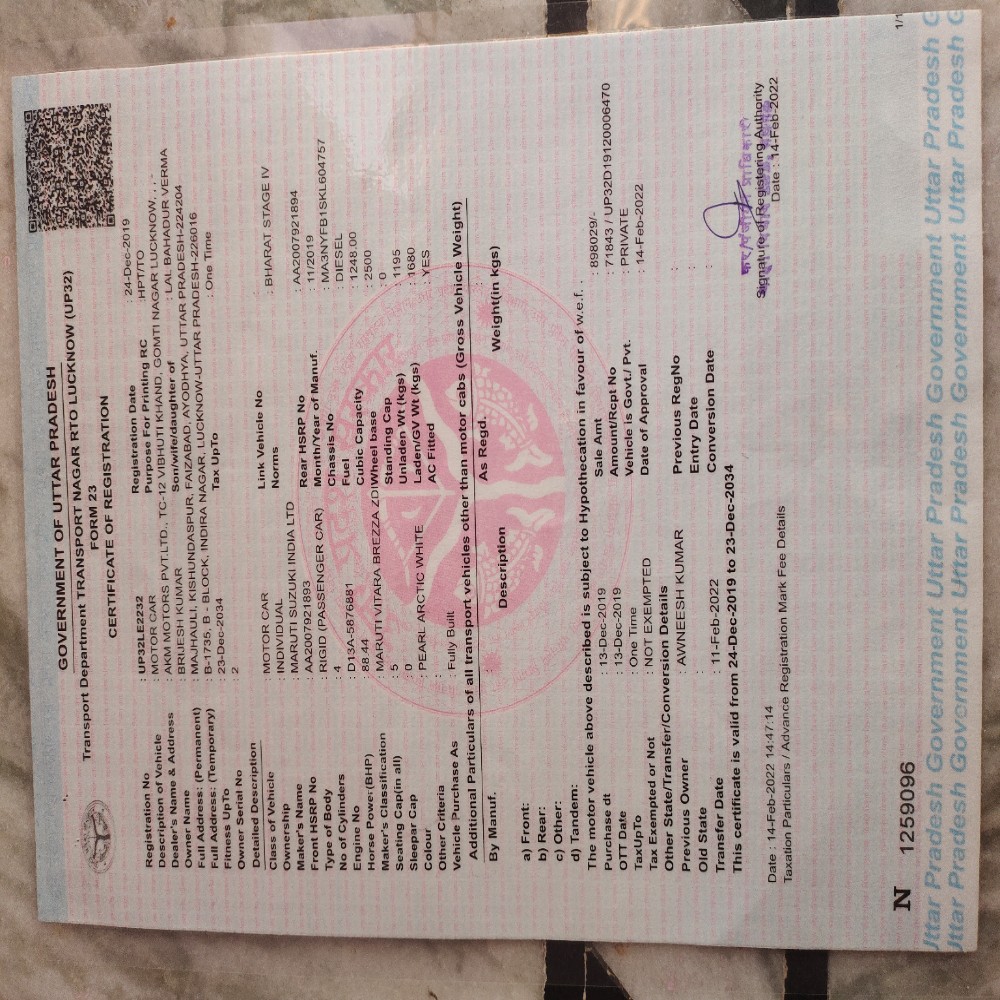 GOVERNMENT OF UTTAR PRADESH
Transport Department TRANSPORT NAGAR RTO LUCKNOW (UP32)
FORM 23
CERTIFICATE OF REGISTRATION
Registration No : UP32LE2232 Registration Date : 24-Dec-2019
Description of Vehicle : MOTOR CAR Purpose For Printing RC : HPT/TO
Dealer's Name & Address : AKM MOTORS PVT.LTD., TC-12 VIBHUTI KHAND, GOMTI NAGAR LUCKNOW, , , -
Owner Name : BRIJESH KUMAR Son/wife/daughter of : LAL BAHADUR VERMA
Full Address: (Permanent) : MAJHAULI, KISHUNDASPUR, FAIZABAD, AYODHYA, UTTAR PRADESH-224204
Full Address: (Temporary) : B-1735, B - BLOCK, INDIRA NAGAR, LUCKNOW-UTTAR PRADESH-226016
Fitness UpTo : 23-Dec-2034 Tax UpTo : One Time
Owner Serial No : 2
Detailed Description
Class of Vehicle : MOTOR CAR Link Vehicle No
Ownership : INDIVIDUAL Norms : BHARAT STAGE IV
Maker's Name : MARUTI SUZUKI INDIA LTD
Front HSRP No : AA2007921893 Rear HSRP No : AA2007921894
Type of Body : RIGID (PASSENGER CAR) Month/Year of Manuf. : 11/2019
No of Cylinders : 4 Chassis No : MA3NYFB1SKL604757
Engine No : D13A-5876881 Fuel : DIESEL
Horse Power:(BHP) : 88.44 Cubic Capacity : 1248.00
Maker's Classification : MARUTI VITARA BREZZA ZDI Wheel base : 2500
Seating Cap(in all) : 5 Standing Cap : 0
Sleepar Cap : 0 Unladen Wt (kgs) : 1195
Colour : PEARL ARCTIC WHITE Laden/GV Wt (kgs) : 1680
Other Criteria : AC Fitted : YES
Vehicle Purchase As : Fully Built
Additional Particulars of all transport vehicles other than motor cabs (Gross Vehicle Weight)
By Manuf. : As Regd.
Description Weight(in kgs)
a) Front:
b) Rear:
c) Other:
d) Tandem:
The motor vehicle above described is subject to Hypothecation in favour of w.e.f. .
Purchase dt : 13-Dec-2019 Sale Amt : 898029/-
OTT Date : 13-Dec-2019 Amount/Rcpt No : 71843 / UP32D19120006470
TaxUpTo : One Time Vehicle is Govt./ Pvt. : PRIVATE
Tax Exempted or Not : NOT EXEMPTED Date of Approval : 14-Feb-2022
Other State/Transfer/Conversion Details
Previous Owner : AVNEESH KUMAR Previous RegNo :
Old State : Entry Date :
Transfer Date : 11-Feb-2022 Conversion Date :
This certificate is valid from 24-Dec-2019 to 23-Dec-2034
Date : 14-Feb-2022 14:47:14
Taxation Particulars / Advance Registration Mark Fee Details
Signature of Registering Authority
Date : 14-Feb-2022
1/1
N 1259096
Uttar Pradesh Government Uttar Pradesh Government Uttar Pradesh Government Uttar Pradesh G
Uttar Pradesh Government Uttar Pradesh Government Uttar Pradesh Government Uttar Pradesh G